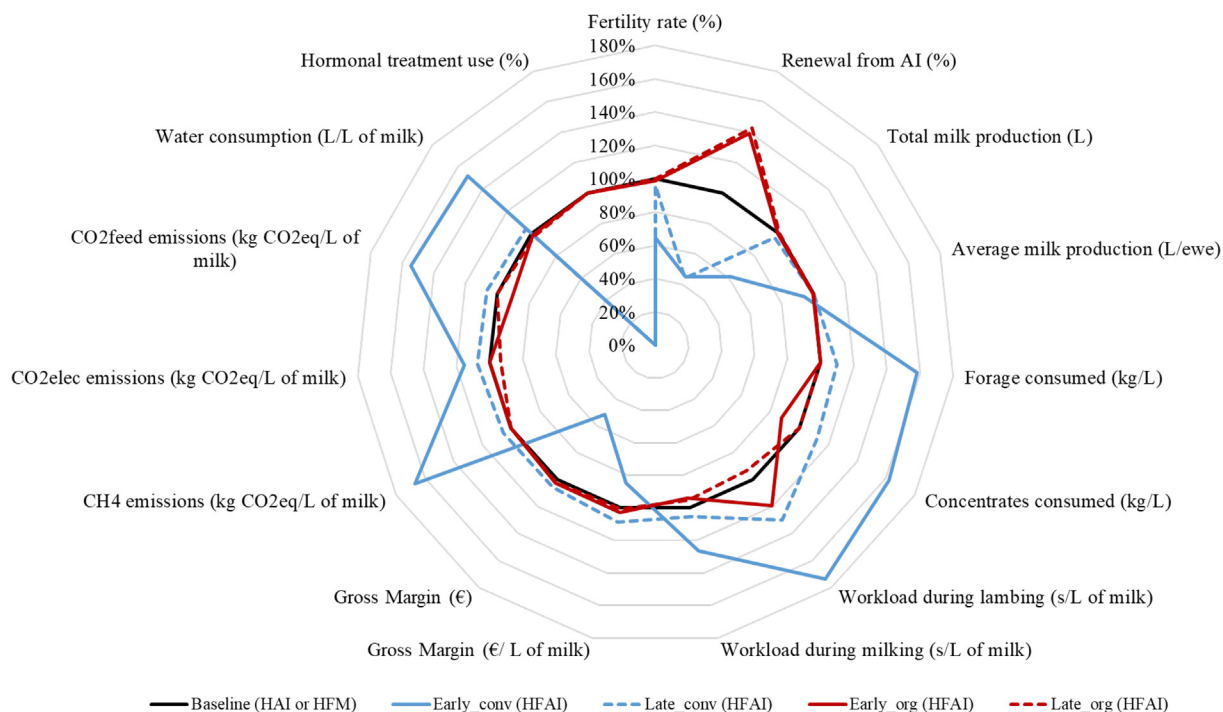 Fertility rate (%)
180%
Hormonal treatment use (%)
Renewal from AI (%)
160%
140%
Water consumption (L/L of milk)
Total milk production (L)
120%
100%
80%
CO2feed emissions (kg CO2eq/L of
milk)
Average milk production (L/ewe)
60%
40%
20%
0%
CO2elec emissions (kg CO2eq/L of milk)
Forage consumed (kg/L)
CH4 emissions (kg CO2eq/L of milk)
Concentrates consumed (kg/L)
Gross Margin (€)
Workload during lambing (s/L of milk)
Gross Margin (€/ L of milk)
Workload during milking (s/L of milk)
Baseline (HAI or HFM)
Early_conv (HFAI)
Late_conv (HFAI)
Early_org (HFAI)
Late_org (HFAI)